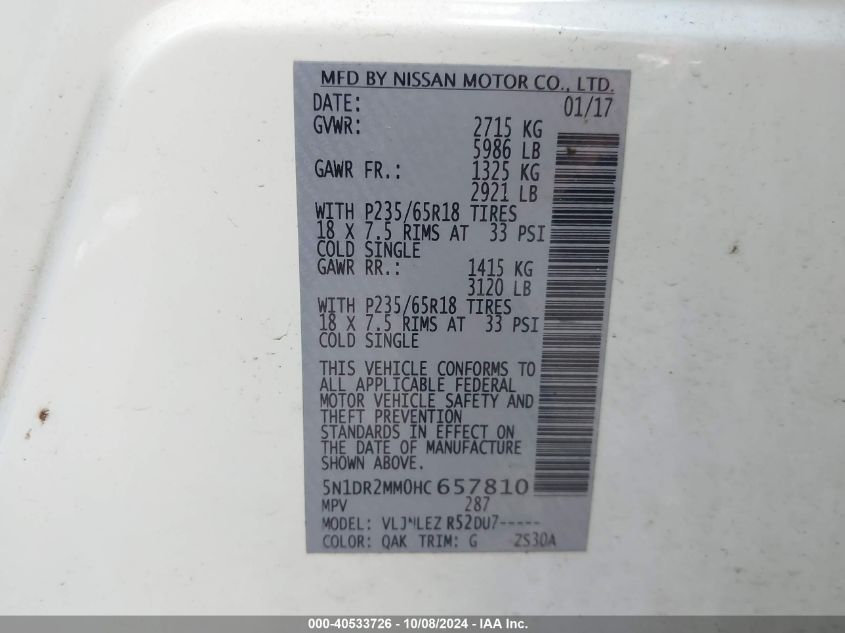 MFD BY NISSAN MOTOR CO., LTD.
DATE: 01/17
GVWR: 2715 KG
5986 LB
GAWR FR.: 1325 KG
2921 LB
WITH P235/65R18 TIRES
18 X 7.5 RIMS AT 33 PSI
COLD SINGLE
GAWR RR.: 1415 KG
3120 LB
WITH P235/65R18 TIRES
18 X 7.5 RIMS AT 33 PSI
COLD SINGLE
THIS VEHICLE CONFORMS TO
ALL APPLICABLE FEDERAL
MOTOR VEHICLE SAFETY AND
THEFT PREVENTION
STANDARDS IN EFFECT ON
THE DATE OF MANUFACTURE
SHOWN ABOVE.
5N1DR2MM0HC657810
MPV 287
MODEL: R52DU7-----
COLOR: QAK TRIM: G 2S30A
000-40533726 - 10/08/2024 - IAA Inc.